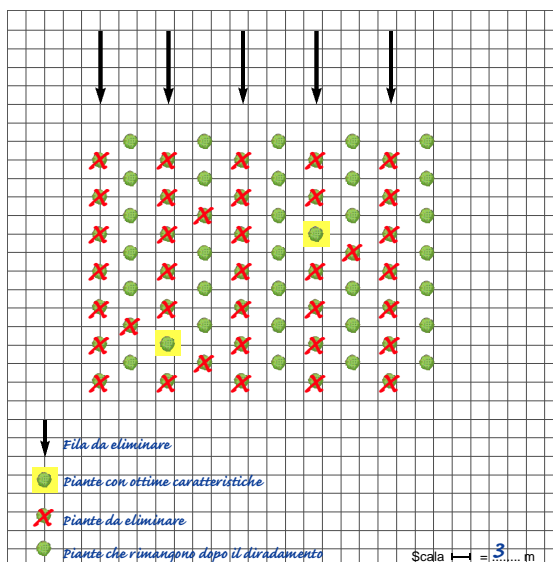 Fila da eliminare
Piante con ottime caratteristiche
Piante da eliminare
Piante che rimangono dopo il diradamento
Scala = ..3...... m